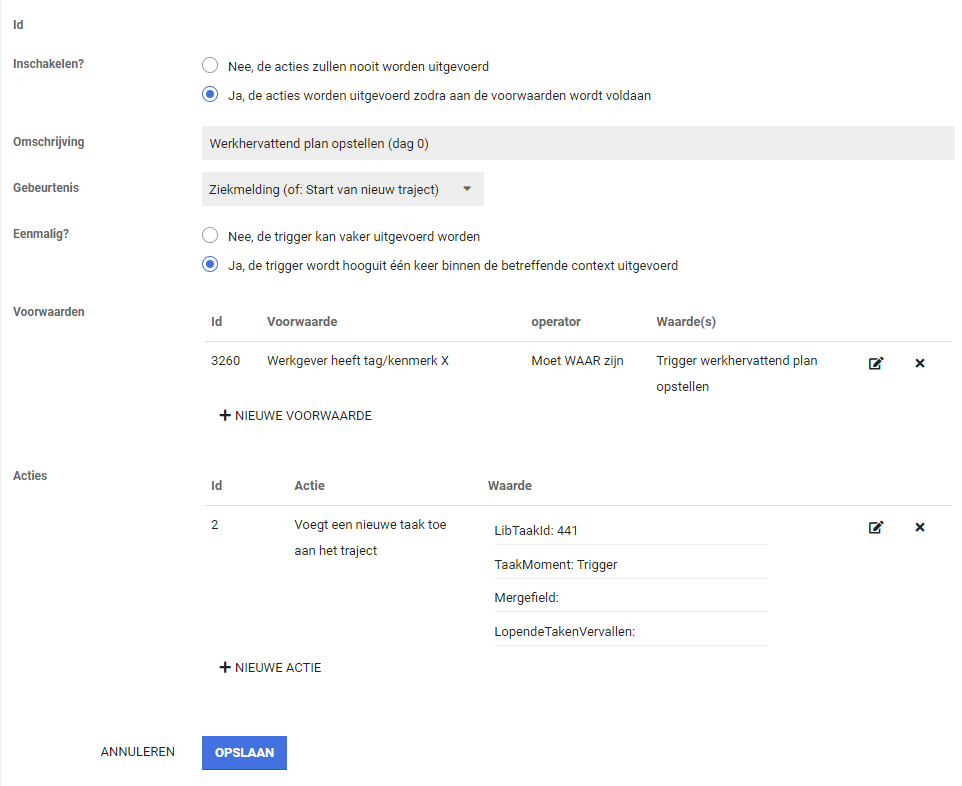 Id
Inschakelen?
Nee, de acties zullen nooit worden uitgevoerd
Ja, de acties worden uitgevoerd zodra aan de voorwaarden wordt voldaan
Omschrijving
Werkhervattend plan opstellen (dag 0)
Gebeurtenis
Ziekmelding (of: Start van nieuw traject)
Eenmalig?
Nee, de trigger kan vaker uitgevoerd worden
Ja, de trigger wordt hooguit één keer binnen de betreffende context uitgevoerd
Voorwaarden
Id Voorwaarde operator Waarde(s)
3260 Werkgever heeft tag/kenmerk X Moet WAAR zijn Trigger werkhervattend plan
opstellen
NIEUWE VOORWAARDE
Acties
Id Actie Waarde
2 Voegt een nieuwe taak toe
aan het traject
LibTaakId: 441
TaakMoment: Trigger
Mergefield:
LopendeTakenVervallen:
NIEUWE ACTIE
ANNULEREN OPSLAAN